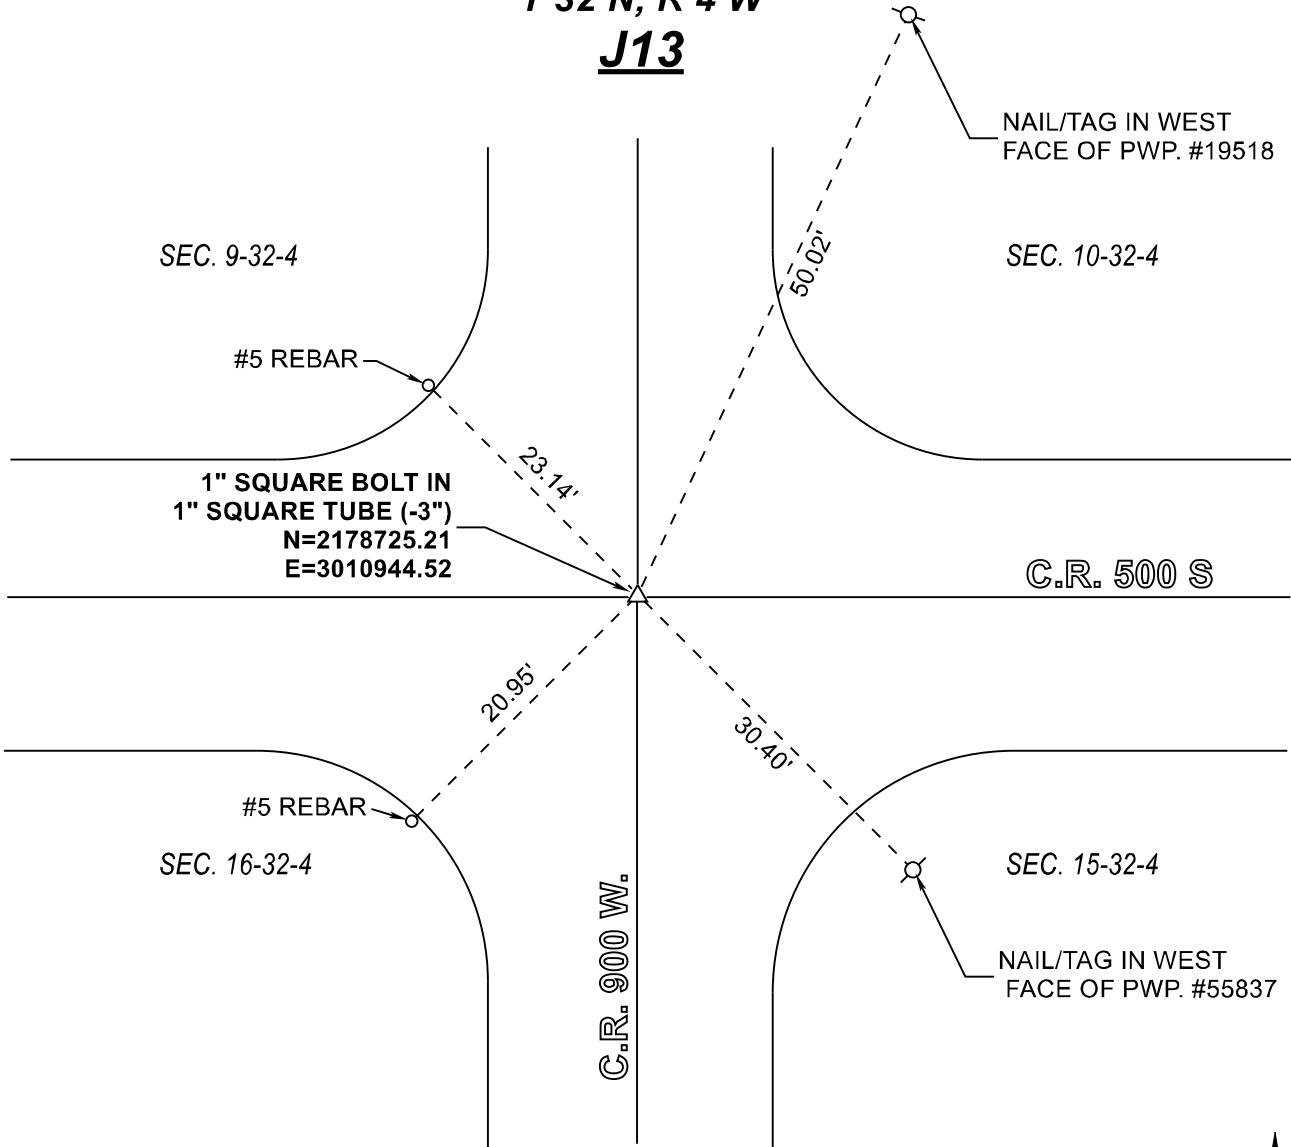 T 32 N, R 4 W
J13
NAIL/TAG IN WEST
FACE OF PWP. #19518
SEC. 9-32-4
SEC. 10-32-4
50.02'
#5 REBAR
23.14'
1" SQUARE BOLT IN
1" SQUARE TUBE (-3")
N=2178725.21
E=3010944.52
C.R. 500 S
20.95'
30.40'
#5 REBAR
SEC. 16-32-4
SEC. 15-32-4
C.R. 900 W.
NAIL/TAG IN WEST
FACE OF PWP. #55837